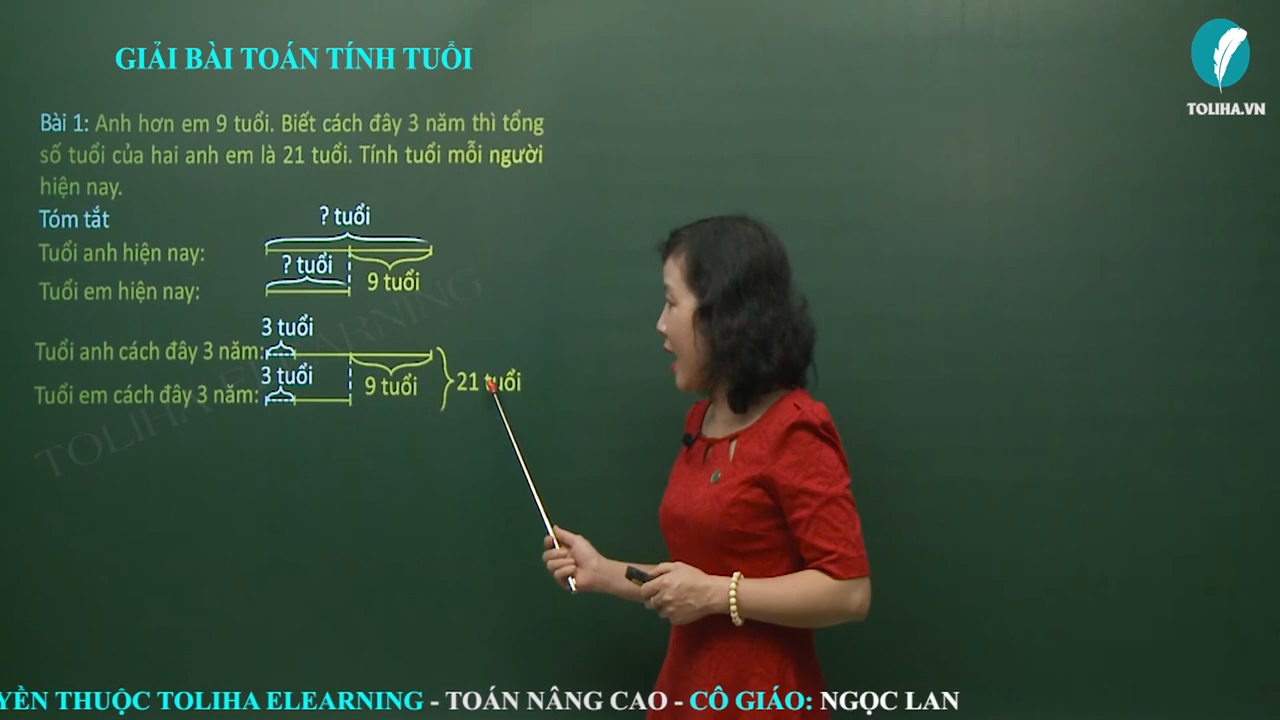 GIẢI BÀI TOÁN TÍNH TUỔI
TOLIHA.VN
Bài 1: Anh hơn em 9 tuổi. Biết cách đây 3 năm thì tổng
số tuổi của hai anh em là 21 tuổi. Tính tuổi mỗi người
hiện nay.
Tóm tắt
? tuổi
Tuổi anh hiện nay:
? tuổi
9 tuổi
Tuổi em hiện nay:
3 tuổi
Tuổi anh cách đây 3 năm:
3 tuổi
9 tuổi
21 tuổi
Tuổi em cách đây 3 năm:
TOLIHA ELEARNING
YỀN THUỘC TOLIHA ELEARNING - TOÁN NÂNG CAO - CÔ GIÁO: NGỌC LAN